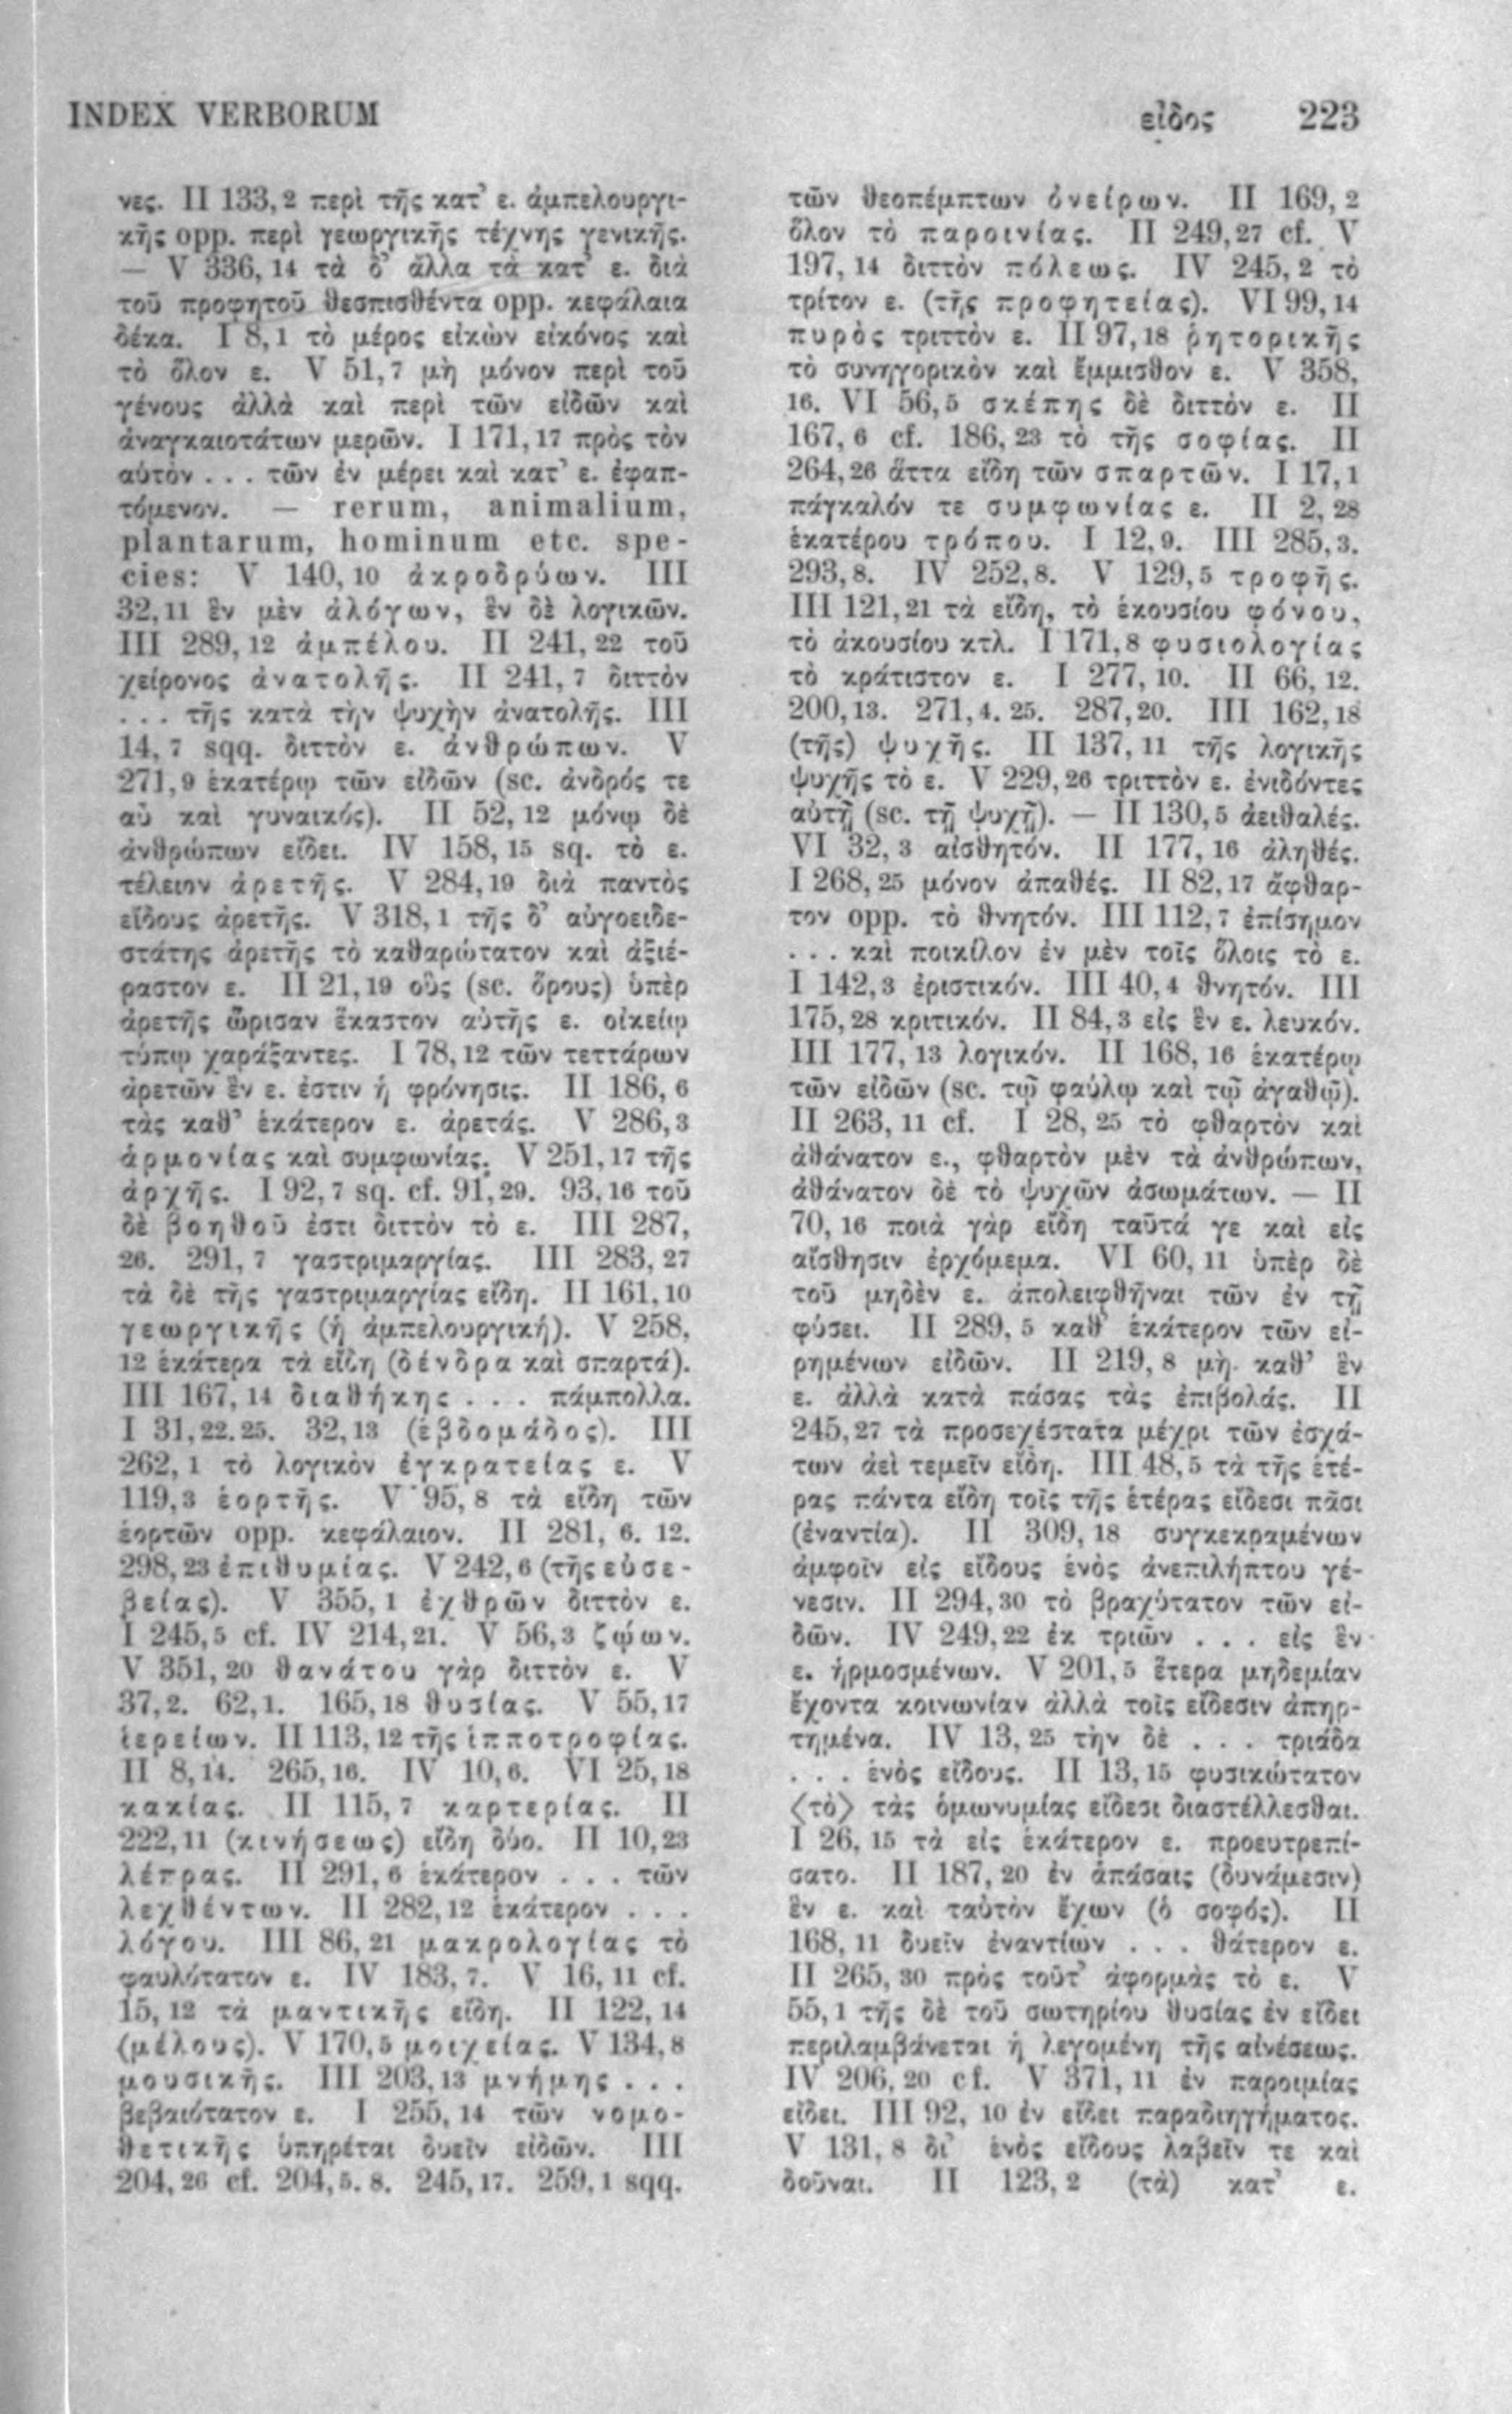 INDEX VERBORUM
εἶδος 223
νες. II 133, 2 περὶ τῆς κατ’ ε. ἀμπελουργι-
κῆς opp. περὶ γεωργικῆς τέχνης γενικῆς.
— V 336, 14 τὰ δ’ ἄλλα τὰ κατ’ ε. διὰ
τοῦ προφητοῦ θεσπισθέντα opp. κεφάλαια
δέκα. I 8, 1 τὸ μέρος εἰκὼν εἰκόνος καὶ
τὸ ὅλον ε. V 51, 7 μὴ μόνον περὶ τοῦ
γένους ἀλλὰ καὶ περὶ τῶν εἰδῶν καὶ
ἀναγκαιοτάτων μερῶν. I 171, 17 πρὸς τὸν
αὐτὸν . . . τῶν ἐν μέρει καὶ κατ’ ε. ἐφαπ-
τόμενον. — rerum, animalium,
plantarum, hominum etc. spe-
cies: V 140, 10 ἀκροδρύων. III
32, 11 ἓν μὲν ἀλόγων, ἓν δὲ λογικῶν.
III 289, 12 ἀμπέλου. II 241, 22 τοῦ
χείρονος ἀνατολῆς. II 241, 7 διττὸν
. . . τῆς κατὰ τὴν ψυχὴν ἀνατολῆς. III
14, 7 sqq. διττὸν ε. ἀνθρώπων. V
271, 9 ἑκατέρῳ τῶν εἰδῶν (sc. ἀνδρός τε
αὖ καὶ γυναικός). II 52, 12 μόνῳ δὲ
ἀνθρώπων εἴδει. IV 158, 15 sq. τὸ ε.
τέλειον ἀρετῆς. V 284, 19 διὰ παντὸς
εἴδους ἀρετῆς. V 318, 1 τῆς δ’ αὐγοειδε-
στάτης ἀρετῆς τὸ καθαρώτατον καὶ ἀξιέ-
ραστον ε. II 21, 19 οὓς (sc. ὅρους) ὑπὲρ
ἀρετῆς ὥρισαν ἕκαστον αὐτῆς ε. οἰκείῳ
τύπῳ χαράξαντες. I 78, 12 τῶν τεττάρων
ἀρετῶν ἕν ε. ἐστιν ἡ φρόνησις. II 186, 6
τὰς καθ’ ἑκάτερον ε. ἀρετάς. V 286, 3
ἁρμονίας καὶ συμφωνίας. V 251, 17 τῆς
ἀρχῆς. I 92, 7 sq. cf. 91, 29. 93, 16 τοῦ
δὲ βοηθοῦ ἐστι διττὸν τὸ ε. III 287,
26. 291, 7 γαστριμαργίας. III 283, 27
τὰ δὲ τῆς γαστριμαργίας εἴδη. II 161, 10
γεωργικῆς (ἡ ἀμπελουργική). V 258,
12 ἑκάτερα τὰ εἴδη (δένδρα καὶ σπαρτά).
III 167, 14 διαθήκης . . . πάμπολλα.
I 31, 22. 25. 32, 13 (ἑβδομάδος). III
262, 1 τὸ λογικὸν ἐγκρατείας ε. V
119, 3 ἑορτῆς. V 95, 8 τὰ εἴδη τῶν
ἑορτῶν opp. κεφάλαιον. II 281, 6. 12.
298, 23 ἐπιθυμίας. V 242, 6 (τῆς εὐσε-
βείας). V 355, 1 ἐχθρῶν διττὸν ε.
I 245, 5 cf. IV 214, 21. V 56, 3 ζῴων.
V 351, 20 θανάτου γὰρ διττὸν ε. V
37, 2. 62, 1. 165, 18 θυσίας. V 55, 17
ἱερείων. II 113, 12 τῆς ἱπποτροφίας.
II 8, 14. 265, 16. IV 10, 6. VI 25, 18
κακίας. II 115, 7 καρτερίας. II
222, 11 (κινήσεως) εἴδη δύο. II 10, 23
λέπρας. II 291, 6 ἑκάτερον . . . τῶν
λεχθέντων. II 282, 12 ἑκάτερον . . .
λόγου. III 86, 21 μακρολογίας τὸ
φαυλότατον ε. IV 183, 7. V 16, 11 cf.
15, 12 τὰ μαντικῆς εἴδη. II 122, 14
(μέλους). V 170, 5 μοιχείας. V 134, 8
μουσικῆς. III 203, 13 μνήμης . . .
βεβαιότατον ε. I 255, 14 τῶν νομο-
θετικῆς ὑπηρέται δυεῖν εἰδῶν. III
204, 26 cf. 204, 5. 8. 245, 17. 259, 1 sqq.
τῶν θεοπέμπτων ὀνείρων. II 169, 2
ὅλον τὸ παροινίας. II 249, 27 cf. V
197, 14 διττὸν πόλεως. IV 245, 2 τὸ
τρίτον ε. (τῆς προφητείας). VI 99, 14
πυρὸς τριττὸν ε. II 97, 18 ῥητορικῆς
τὸ συνηγορικὸν καὶ ἔμμισθον ε. V 358,
16. VI 56, 5 σκέπης δὲ διττὸν ε. II
167, 6 cf. 186, 23 τὸ τῆς σοφίας. II
264, 26 ἅττα εἴδη τῶν σπαρτῶν. I 17, 1
πάγκαλόν τε συμφωνίας ε. II 2, 28
ἑκατέρου τρόπου. I 12, 9. III 285, 3.
293, 8. IV 252, 8. V 129, 5 τροφῆς.
III 121, 21 τὰ εἴδη, τὸ ἑκουσίου φόνου,
τὸ ἀκουσίου κτλ. I 171, 8 φυσιολογίας
τὸ κράτιστον ε. I 277, 10. II 66, 12.
200, 13. 271, 4. 25. 287, 20. III 162, 18
(τῆς) ψυχῆς. II 137, 11 τῆς λογικῆς
ψυχῆς τὸ ε. V 229, 26 τριττὸν ε. ἐνιδόντες
αὐτῇ (sc. τῇ ψυχῇ). — II 130, 5 ἀειθαλές.
VI 32, 3 αἰσθητόν. II 177, 16 ἀληθές.
I 268, 25 μόνον ἀπαθές. II 82, 17 ἄφθαρ-
τον opp. τὸ θνητόν. III 112, 7 ἐπίσημον
. . . καὶ ποικίλον ἐν μὲν τοῖς ὅλοις τὸ ε.
I 142, 3 ἐριστικόν. III 40, 4 θνητόν. III
175, 28 κριτικόν. II 84, 3 εἰς ἓν ε. λευκόν.
III 177, 13 λογικόν. II 168, 16 ἑκατέρῳ
τῶν εἰδῶν (sc. τῷ φαύλῳ καὶ τῷ ἀγαθῷ).
II 263, 11 cf. I 28, 25 τὸ φθαρτὸν καὶ
ἀθάνατον ε., φθαρτὸν μὲν τὰ ἀνθρώπων,
ἀθάνατον δὲ τὸ ψυχῶν ἀσωμάτων. — II
70, 16 ποιὰ γὰρ εἴδη ταῦτά γε καὶ εἰς
αἴσθησιν ἐρχόμεμα. VI 60, 11 ὑπὲρ δὲ
τοῦ μηδὲν ε. ἀπολειφθῆναι τῶν ἐν τῇ
φύσει. II 289, 5 καθ’ ἑκάτερον τῶν εἰ-
ρημένων εἰδῶν. II 219, 8 μὴ καθ’ ἓν
ε. ἀλλὰ κατὰ πάσας τὰς ἐπιβολάς. II
245, 27 τὰ προσεχέστατα μέχρι τῶν ἐσχά-
των ἀεὶ τεμεῖν εἴδη. III 48, 5 τὰ τῆς ἑτέ-
ρας πάντα εἴδη τοῖς τῆς ἑτέρας εἴδεσι πᾶσι
(ἐναντία). II 309, 18 συγκεκραμένων
ἀμφοῖν εἰς εἴδους ἑνὸς ἀνεπιλήπτου γέ-
νεσιν. II 294, 30 τὸ βραχύτατον τῶν εἰ-
δῶν. IV 249, 22 ἐκ τριῶν . . . εἰς ἓν
ε. ἡρμοσμένων. V 201, 5 ἕτερα μηδεμίαν
ἔχοντα κοινωνίαν ἀλλὰ τοῖς εἴδεσιν ἀπηρ-
τημένα. IV 13, 25 τὴν δὲ . . . τριάδα
. . . ἑνὸς εἴδους. II 13, 15 φυσικώτατον
⟨τὸ⟩ τὰς ὁμωνυμίας εἴδεσι διαστέλλεσθαι.
I 26, 15 τὰ εἰς ἑκάτερον ε. προευτρεπί-
σατο. II 187, 20 ἐν ἁπάσαις (δυνάμεσιν)
ἓν ε. καὶ ταὐτὸν ἔχων (ὁ σοφός). II
168, 11 δυεῖν ἐναντίων . . . θάτερον ε.
II 265, 30 πρὸς τοῦτ’ ἀφορμὰς τὸ ε. V
55, 1 τῆς δὲ τοῦ σωτηρίου θυσίας ἐν εἴδει
περιλαμβάνεται ἡ λεγομένη τῆς αἰνέσεως.
IV 206, 20 cf. V 371, 11 ἐν παροιμίας
εἴδει. III 92, 10 ἐν εἴδει παραδιηγήματος.
V 131, 8 δι’ ἑνὸς εἴδους λαβεῖν τε καὶ
δοῦναι. II 123, 2 (τὰ) κατ’ ε.